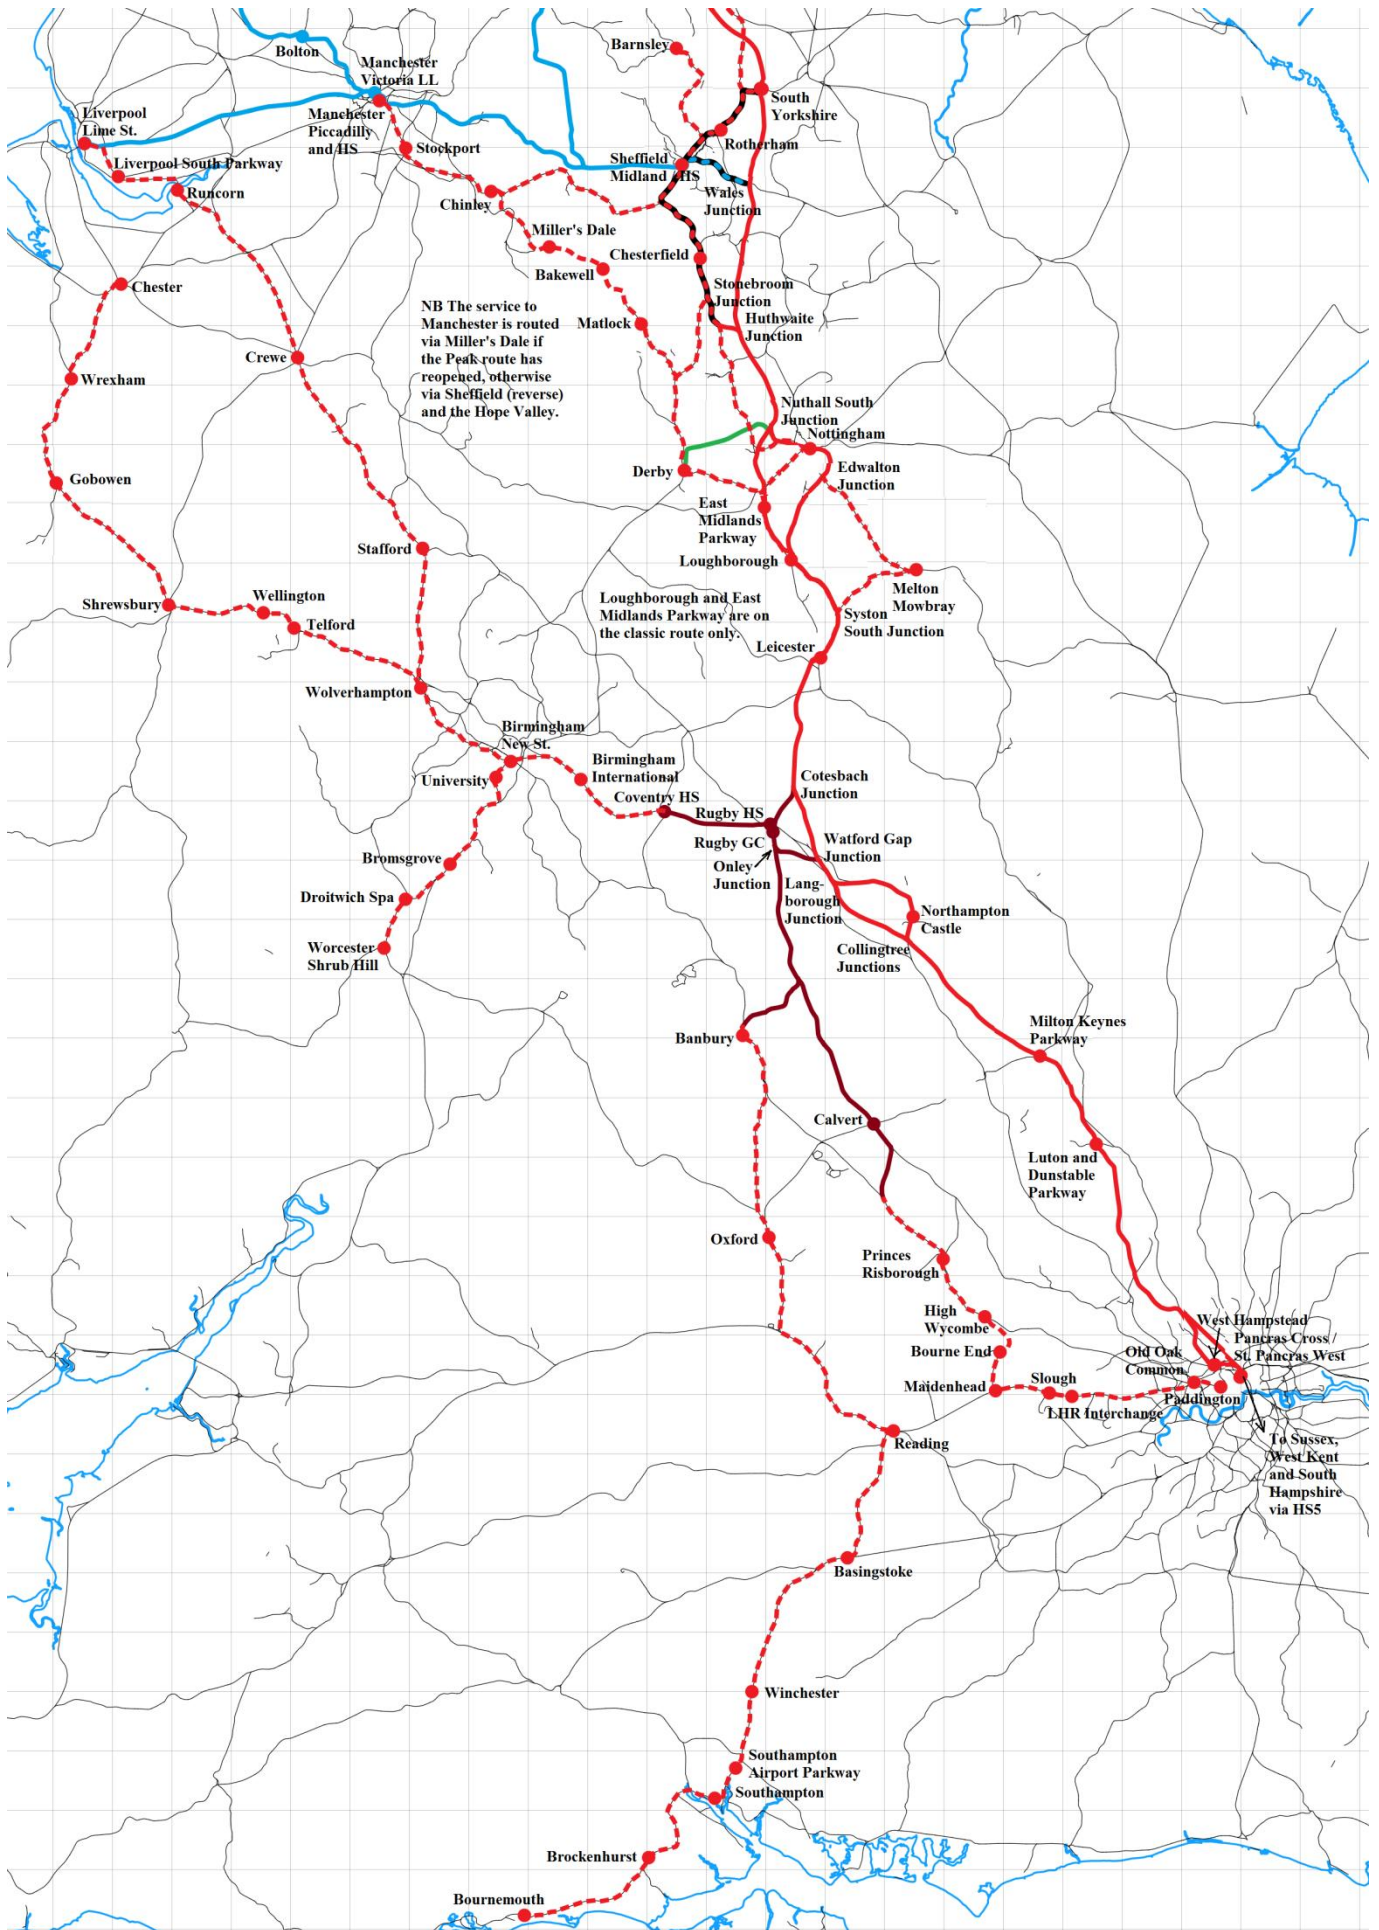 Bolton
Barnsley
Manchester
Victoria LL
South
Yorkshire
Liverpool
Lime St.
Manchester
Piccadilly
and HS
Stockport
Rotherham
Liverpool South Parkway
Runcorn
Sheffield
Midland / HS
Wales
Junction
Chinley
Miller's Dale
Chesterfield
Bakewell
Chester
Stonebroom
Junction
NB The service to
Manchester is routed
via Miller's Dale if
the Peak route has
reopened, otherwise
via Sheffield (reverse)
and the Hope Valley.
Matlock
Huthwaite
Junction
Crewe
Wrexham
Nuthall South
Junction
Nottingham
Gobowen
Derby
Edwalton
Junction
East
Midlands
Parkway
Stafford
Loughborough
Melton
Mowbray
Shrewsbury
Wellington
Telford
Loughborough and East
Midlands Parkway are on
the classic route only.
Syston
South Junction
Leicester
Wolverhampton
Birmingham
New St.
Birmingham
International
University
Coventry HS
Cotesbach
Junction
Rugby HS
Rugby GC
Watford Gap
Junction
Onley
Junction
Bromsgrove
Lang-
borough
Junction
Droitwich Spa
Northampton
Castle
Worcester
Shrub Hill
Collingtree
Junctions
Milton Keynes
Parkway
Banbury
Calvert
Luton and
Dunstable
Parkway
Oxford
Princes
Risborough
High
Wycombe
West Hampstead
Pancras Cross /
St. Pancras West
Bourne End
Old Oak
Common
Maidenhead
Slough
Paddington
LHR Interchange
Reading
To Sussex,
West Kent
and South
Hampshire
via HS5
Basingstoke
Winchester
Southampton
Airport Parkway
Southampton
Brockenhurst
Bournemouth